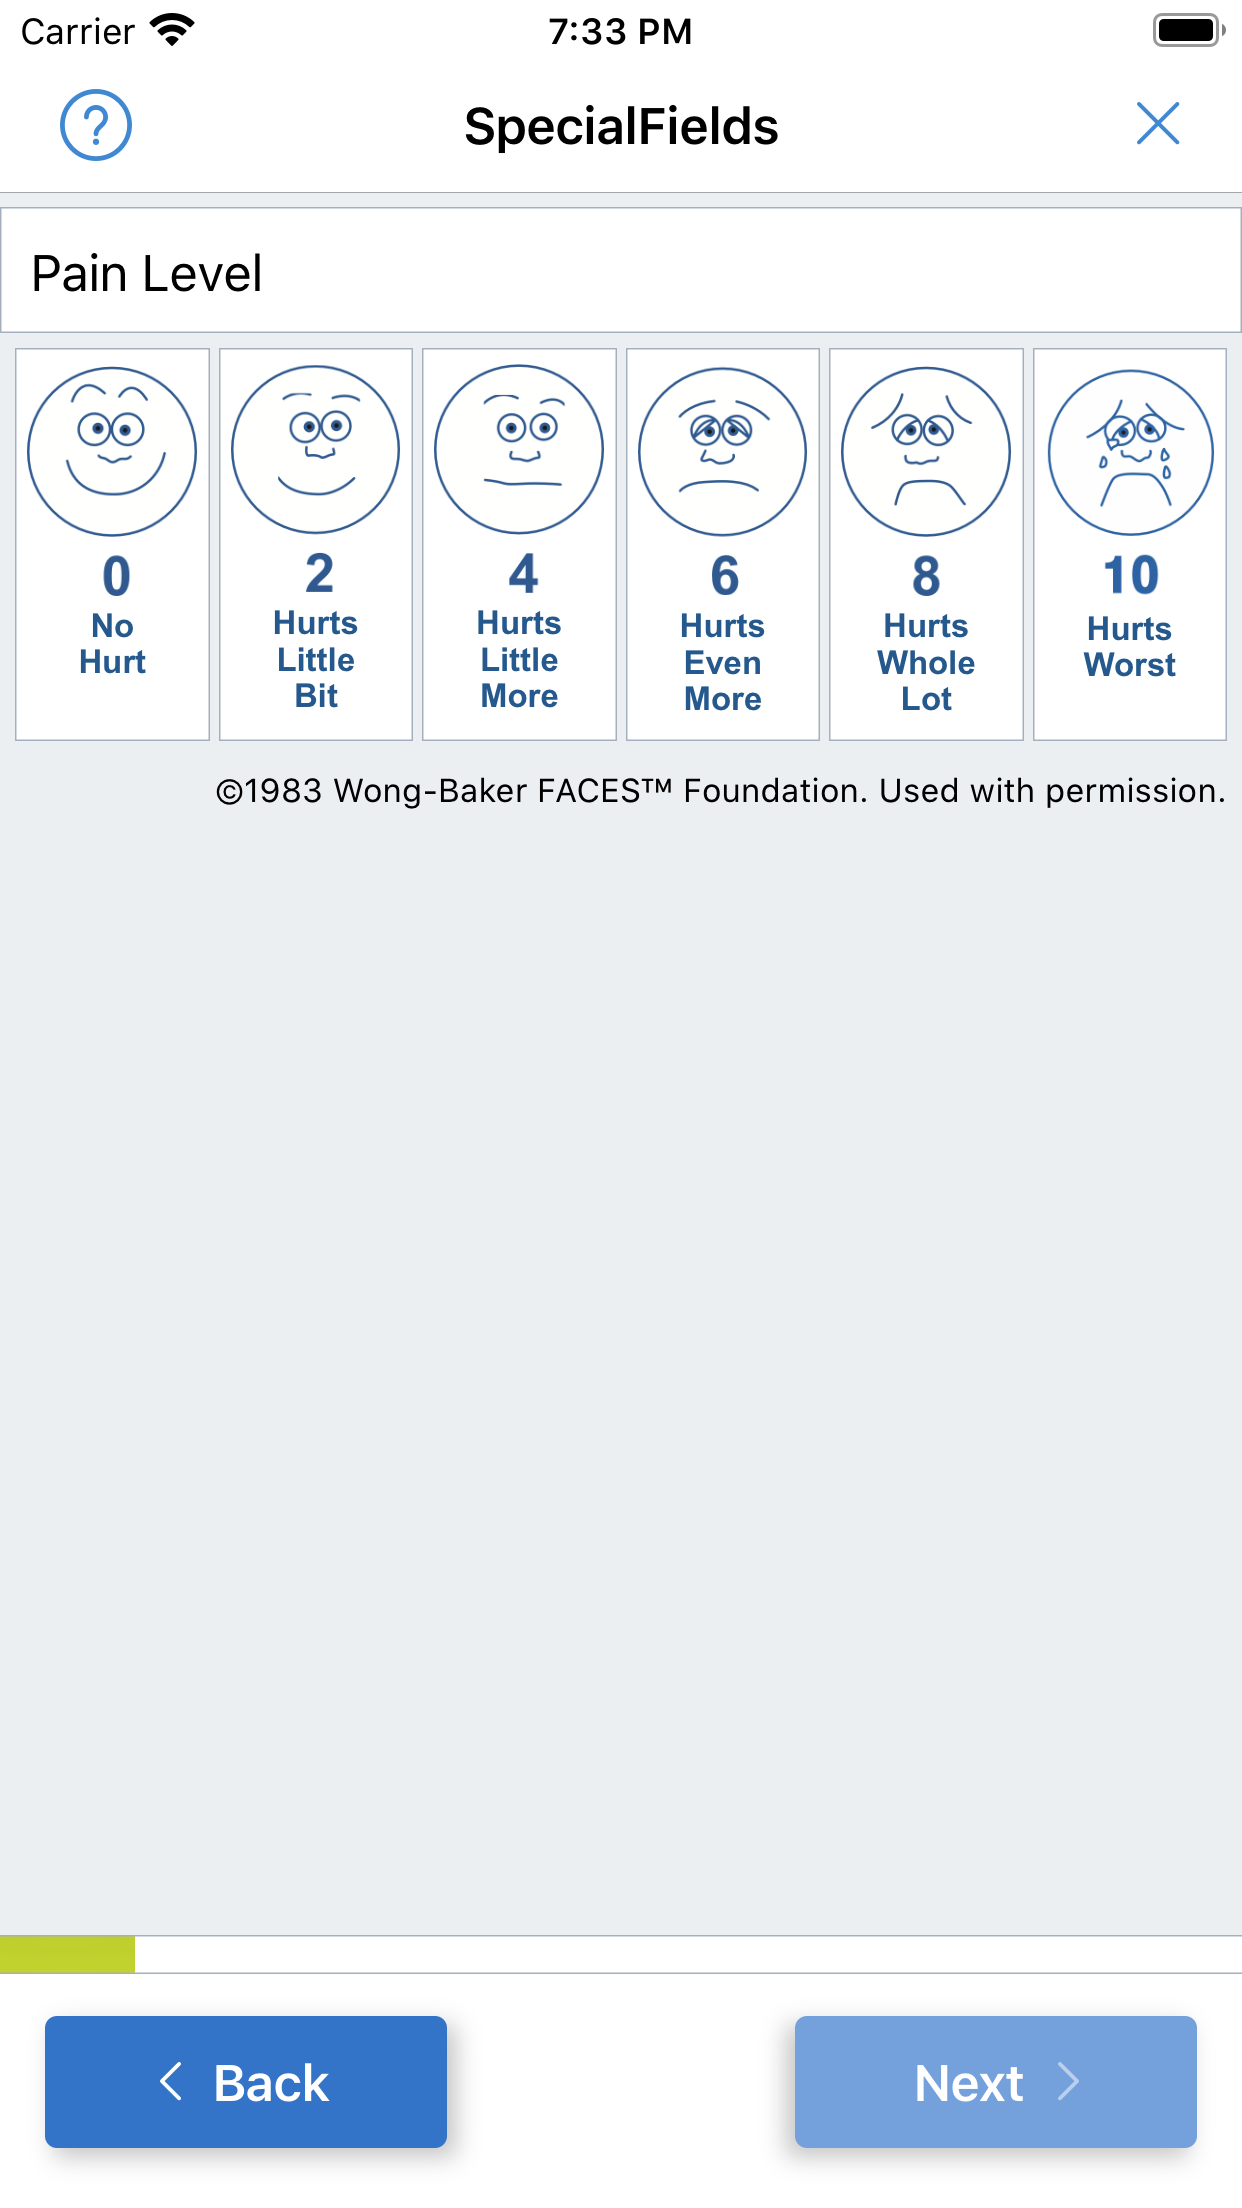 Carrier 7:33 PM
?
SpecialFields
Pain Level
0
No
Hurt
2
Hurts
Little
Bit
4
Hurts
Little
More
6
Hurts
Even
More
8
Hurts
Whole
Lot
10
Hurts
Worst
©1983 Wong-Baker FACES™ Foundation. Used with permission.
Back
Next